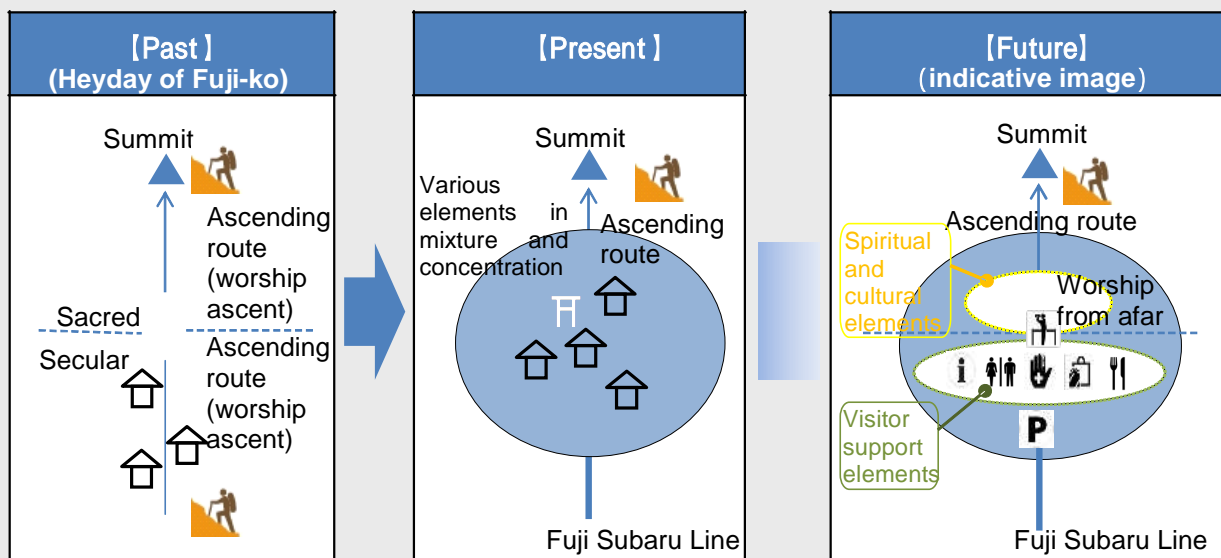 【Past】
(Heyday of Fuji-ko)
Summit
Ascending
route
(worship
ascent)
Sacred
Secular
Ascending
route
(worship
ascent)
【Present】
Summit
Various
elements in
mixture and
concentration
Ascending
route
Fuji Subaru Line
【Future】
(indicative image)
Summit
Ascending route
Spiritual
and
cultural
elements
Worship
from afar
i
Visitor
support
elements
P
Fuji Subaru Line